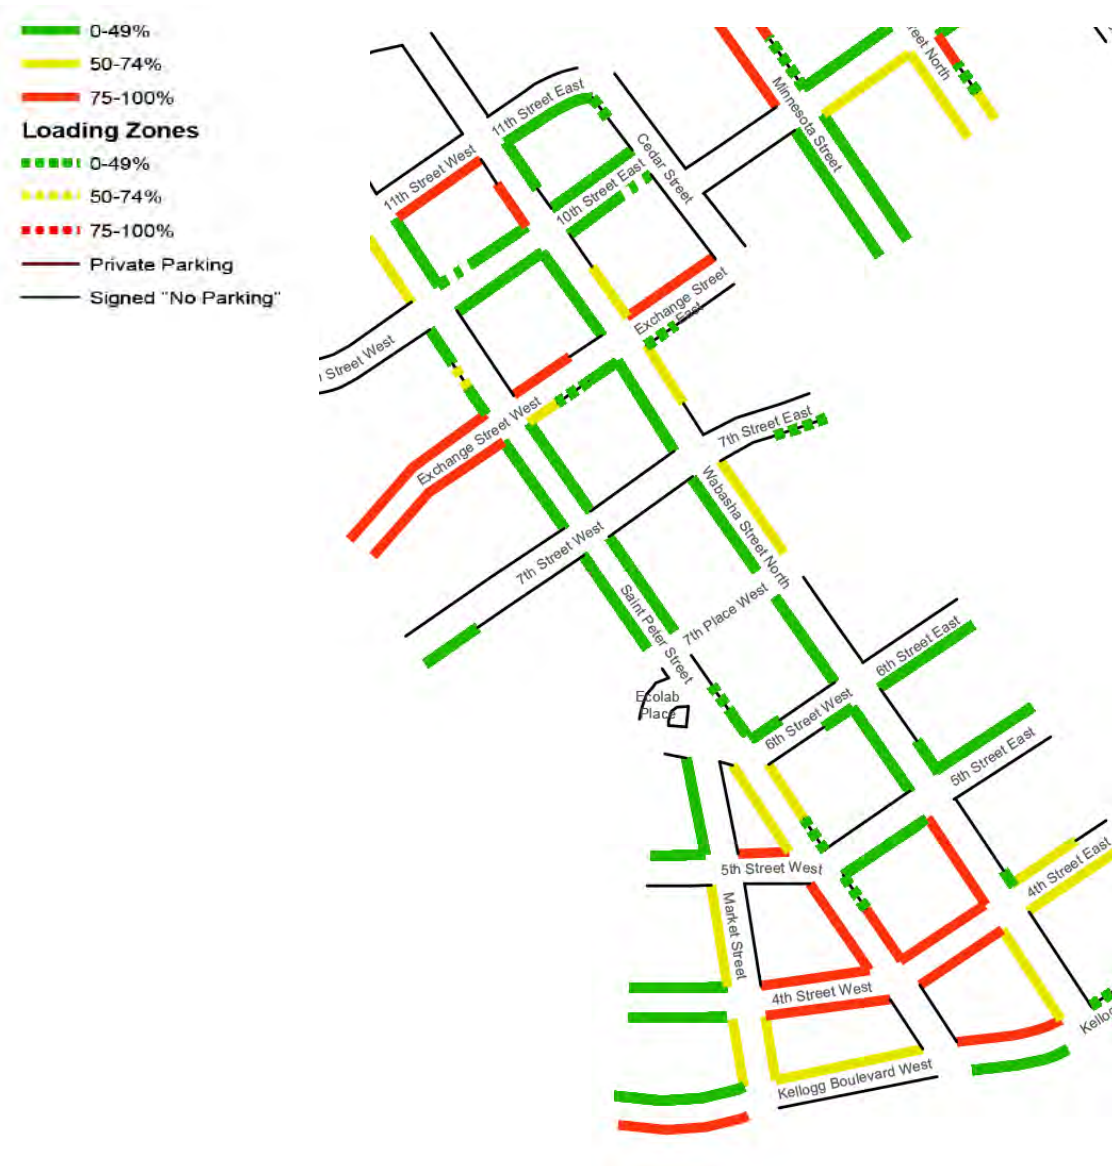 0-49%
50-74%
75-100%
Loading Zones
0-49%
50-74%
75-100%
Private Parking
Signed "No Parking"
11th Street East
11th Street West
10th Street East
Cedar Street
Minnesota Street
North
Street West
Exchange Street
East
Exchange Street West
7th Street East
7th Street West
Wabasha Street North
7th Place West
Saint Peter Street
Ecolab
Place
6th Street East
6th Street West
5th Street East
5th Street West
4th Street East
Market Street
4th Street West
Kellogg Boulevard West